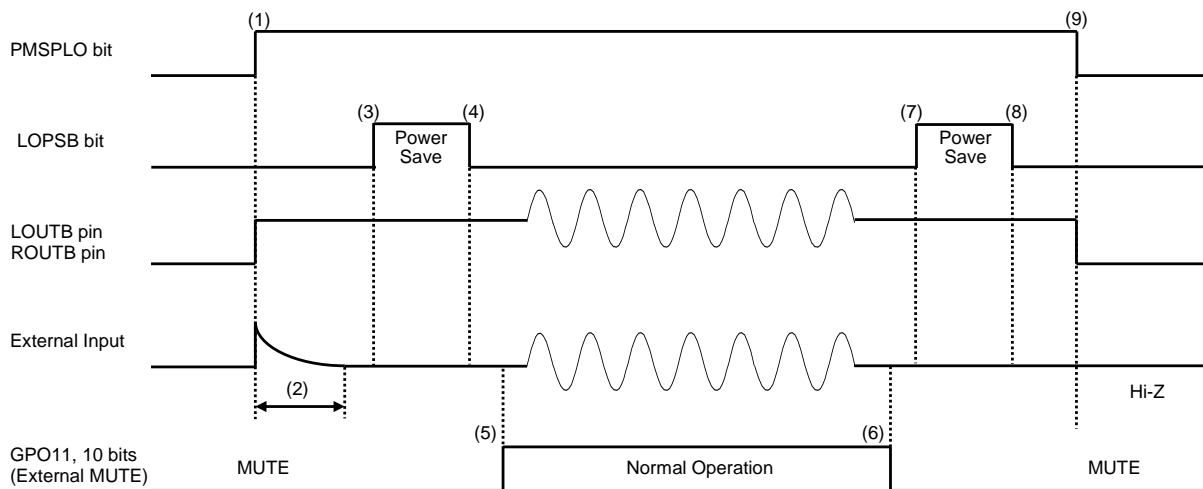 (1)
(9)
PMSPLO bit
(3)
(4)
(7)
(8)
LOPSB bit
Power
Save
Power
Save
LOUTB pin
ROUTB pin
External Input
(2)
Hi-Z
(5)
(6)
GPO11, 10 bits
(External MUTE)
MUTE
Normal Operation
MUTE